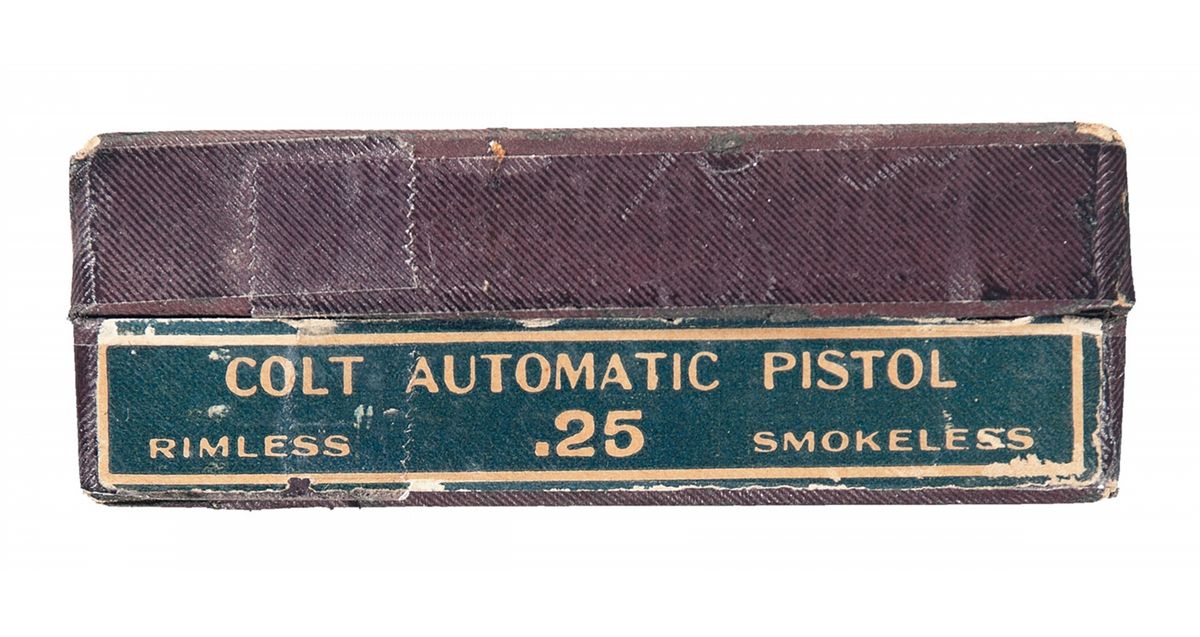 COLT AUTOMATIC PISTOL
.25
RIMLESS SMOKELESS